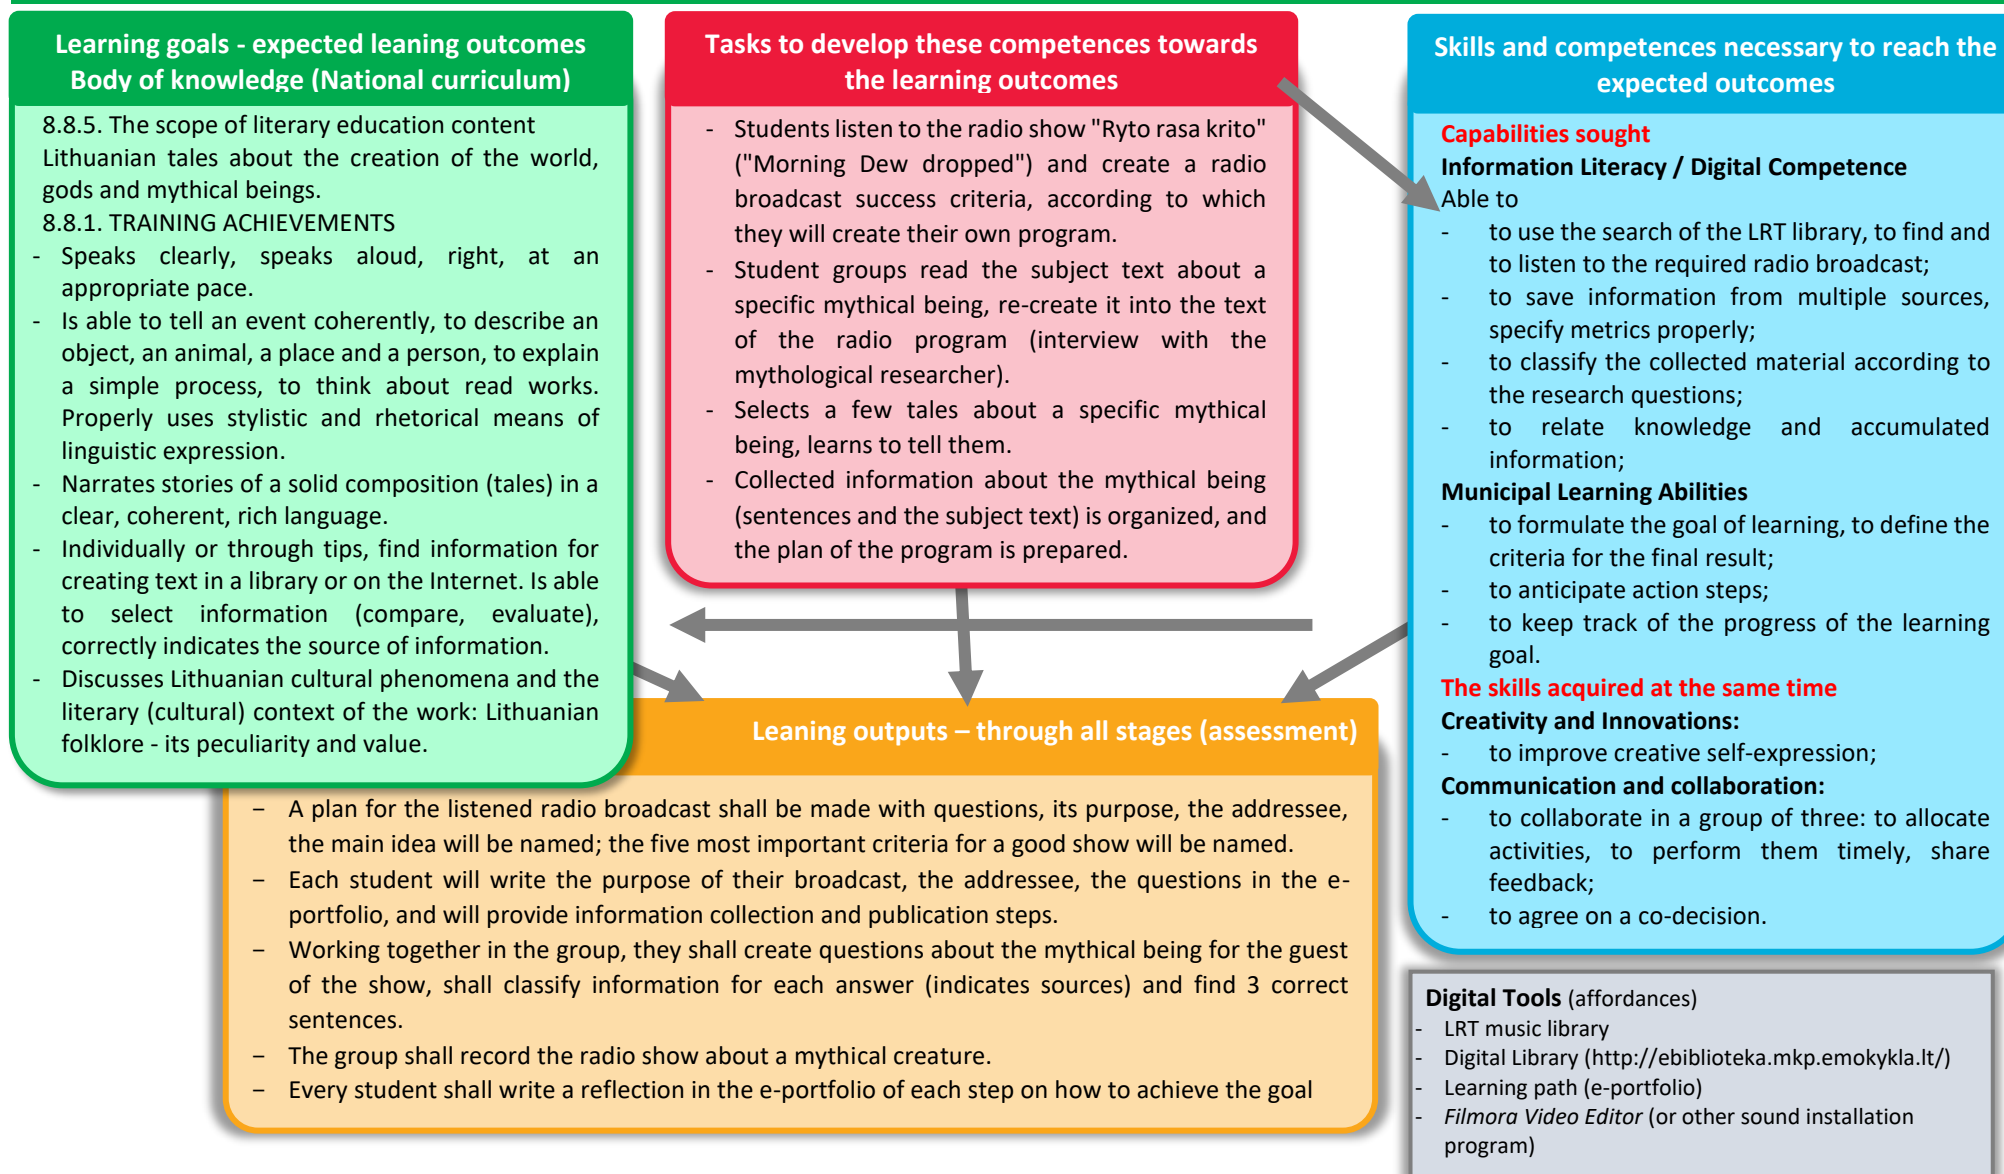 Learning goals - expected leaning outcomes
Body of knowledge (National curriculum)
8.8.5. The scope of literary education content
Lithuanian tales about the creation of the world,
gods and mythical beings.
8.8.1. TRAINING ACHIEVEMENTS
- Speaks clearly, speaks aloud, right, at an
appropriate pace.
- Is able to tell an event coherently, to describe an
object, an animal, a place and a person, to explain
a simple process, to think about read works.
Properly uses stylistic and rhetorical means of
linguistic expression.
- Narrates stories of a solid composition (tales) in a
clear, coherent, rich language.
- Individually or through tips, find information for
creating text in a library or on the Internet. Is able
to select information (compare, evaluate),
correctly indicates the source of information.
- Discusses Lithuanian cultural phenomena and the
literary (cultural) context of the work: Lithuanian
folklore - its peculiarity and value.
Tasks to develop these competences towards
the learning outcomes
- Students listen to the radio show "Ryto rasa krito"
("Morning Dew dropped") and create a radio
broadcast success criteria, according to which
they will create their own program.
- Student groups read the subject text about a
specific mythical being, re-create it into the text
of the radio program (interview with the
mythological researcher).
- Selects a few tales about a specific mythical
being, learns to tell them.
- Collected information about the mythical being
(sentences and the subject text) is organized, and
the plan of the program is prepared.
Skills and competences necessary to reach the
expected outcomes
Capabilities sought
Information Literacy / Digital Competence
Able to
- to use the search of the LRT library, to find and
to listen to the required radio broadcast;
- to save information from multiple sources,
specify metrics properly;
- to classify the collected material according to
the research questions;
- to relate knowledge and accumulated
information;
Municipal Learning Abilities
- to formulate the goal of learning, to define the
criteria for the final result;
- to anticipate action steps;
- to keep track of the progress of the learning
goal.
The skills acquired at the same time
Creativity and Innovations:
- to improve creative self-expression;
Communication and collaboration:
- to collaborate in a group of three: to allocate
activities, to perform them timely, share
feedback;
- to agree on a co-decision.
Leaning outputs – through all stages (assessment)
– A plan for the listened radio broadcast shall be made with questions, its purpose, the addressee,
the main idea will be named; the five most important criteria for a good show will be named.
– Each student will write the purpose of their broadcast, the addressee, the questions in the e-
portfolio, and will provide information collection and publication steps.
– Working together in the group, they shall create questions about the mythical being for the guest
of the show, shall classify information for each answer (indicates sources) and find 3 correct
sentences.
– The group shall record the radio show about a mythical creature.
– Every student shall write a reflection in the e-portfolio of each step on how to achieve the goal
Digital Tools (affordances)
- LRT music library
- Digital Library (http://ebiblioteka.mkp.emokykla.lt/)
- Learning path (e-portfolio)
- Filmora Video Editor (or other sound installation
program)